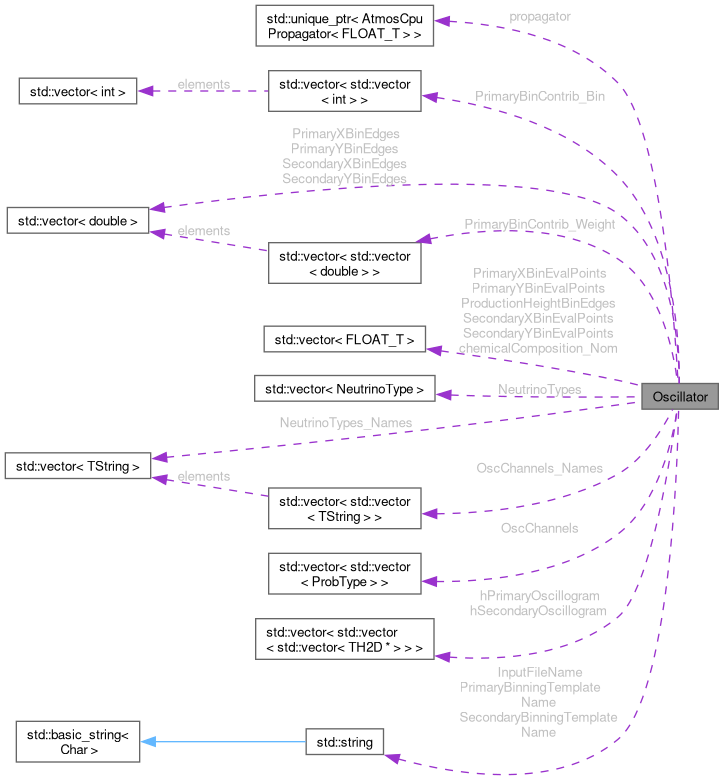 std::unique_ptr< AtmosCpu
Propagator< FLOAT_T > >
propagator
std::vector< int >
elements
std::vector< std::vector
< int > >
PrimaryBinContrib_Bin
PrimaryXBinEdges
PrimaryYBinEdges
SecondaryXBinEdges
SecondaryYBinEdges
std::vector< double >
elements
std::vector< std::vector
< double > >
PrimaryBinContrib_Weight
PrimaryXBinEvalPoints
PrimaryYBinEvalPoints
ProductionHeightBinEdges
SecondaryXBinEvalPoints
SecondaryYBinEvalPoints
chemicalComposition_Nom
std::vector< FLOAT_T >
std::vector< NeutrinoType >
NeutrinoTypes
Oscillator
NeutrinoTypes_Names
std::vector< TString >
elements
std::vector< std::vector
< TString > >
OscChannels_Names
std::vector< std::vector
< ProbType > >
OscChannels
std::vector< std::vector
< std::vector< TH2D * > > >
hPrimaryOscillogram
hSecondaryOscillogram
InputFileName
PrimaryBinningTemplate
Name
SecondaryBinningTemplate
Name
std::basic_string<
Char >
std::string